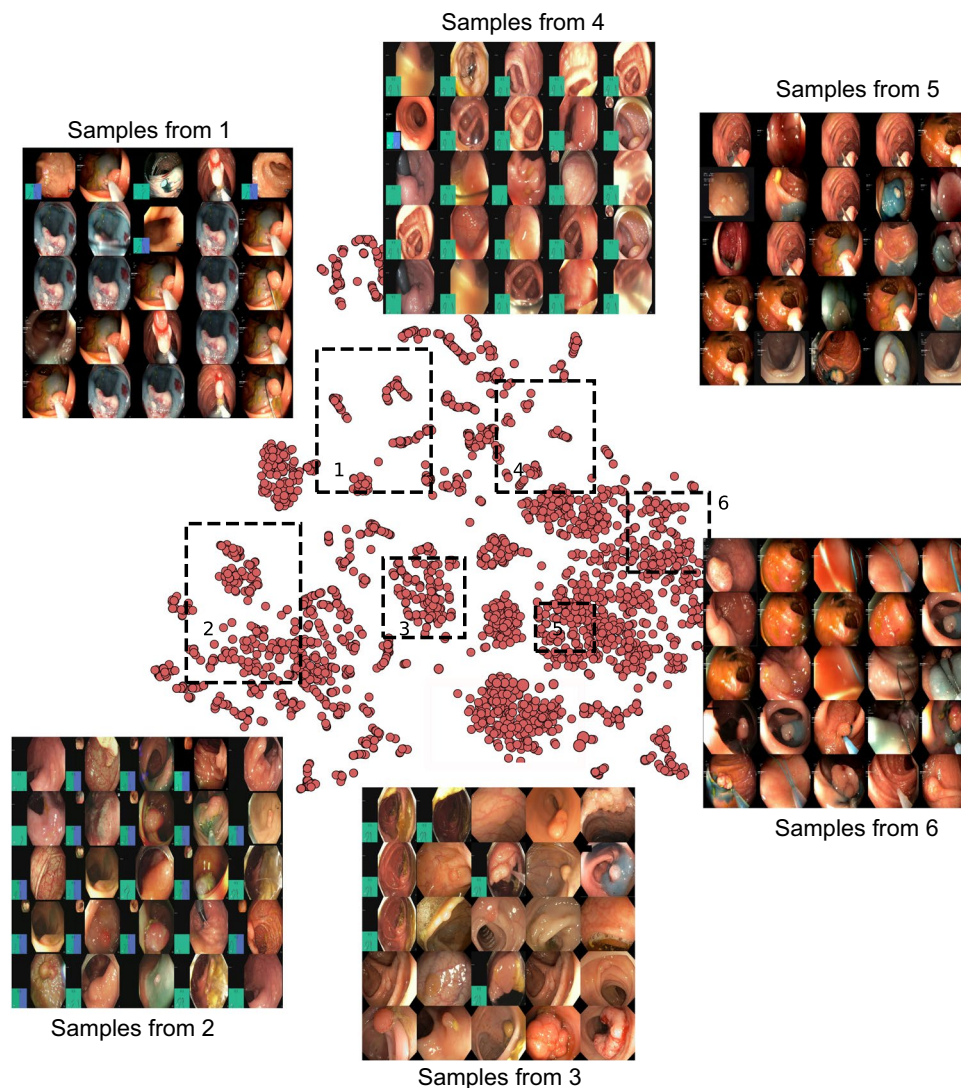 Samples from 4
Samples from 5
Samples from 1
1
4
6
2
3
5
Samples from 6
Samples from 2
Samples from 3